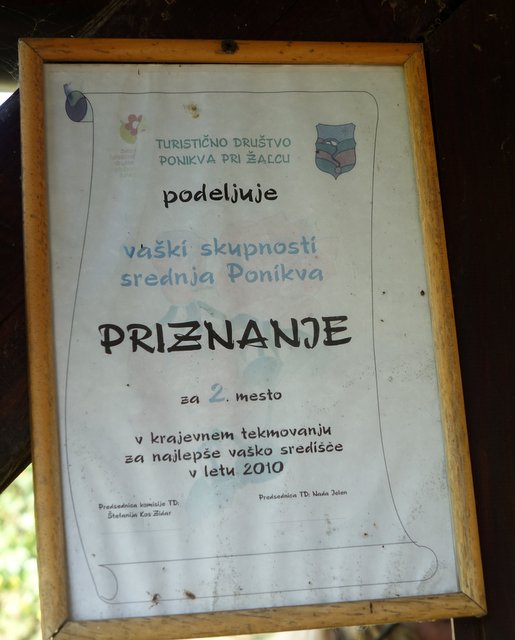 TURISTIČNO DRUŠTVO
PONIKVA PRI ŽALCU
podeljuje
vaški skupnosti
srednja Ponikva
PRIZNANJE
za 2. mesto
v krajevnem tekmovanju
za najlepše vaško središče
v letu 2010
Predsednica komisije TD:
Štefanija Kos Zidar
Predsednica TD: Nada Jelen